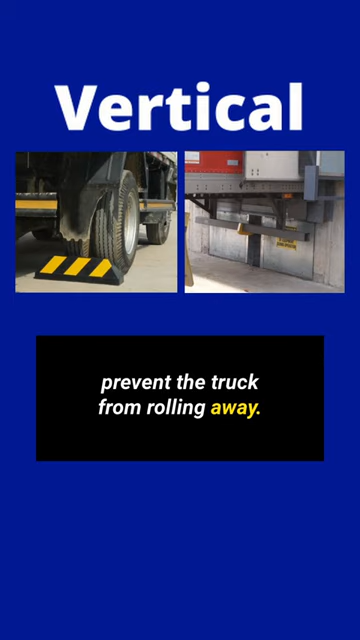 Vertical
prevent the truck
from rolling away.